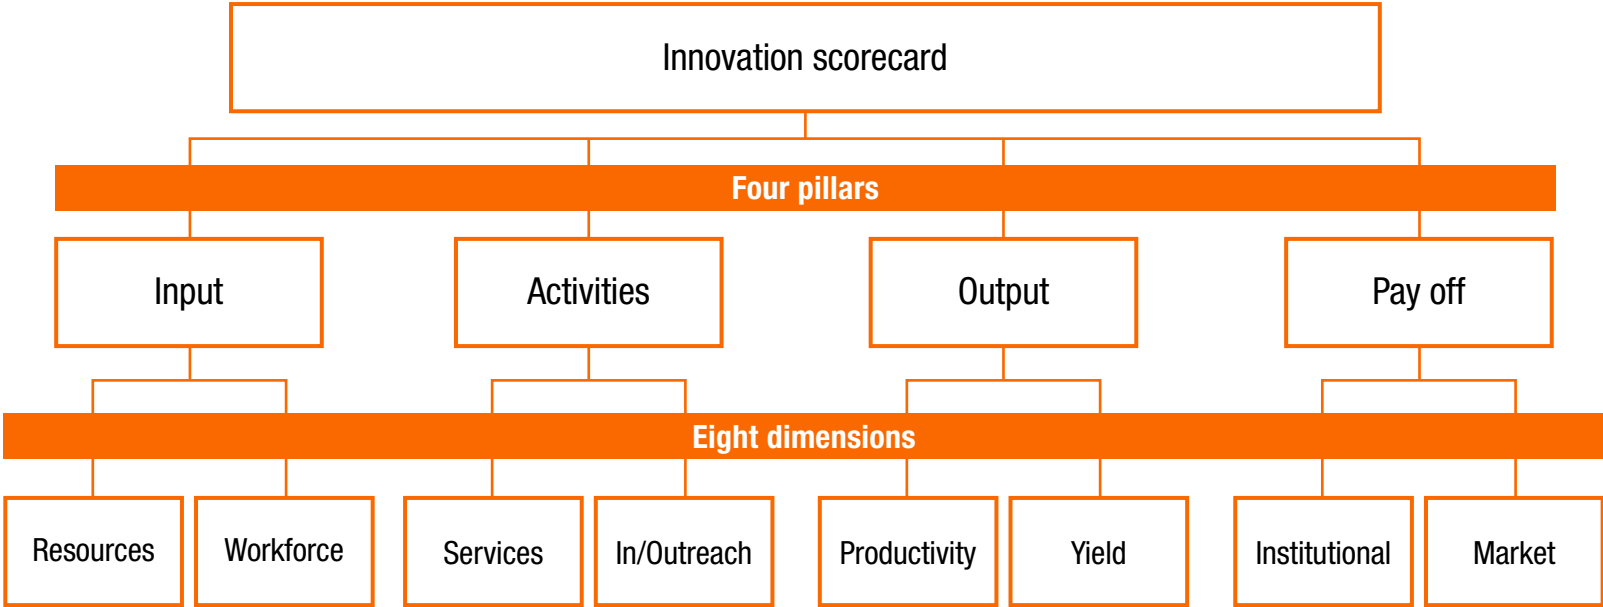 Innovation scorecard
Four pillars
Input
Activities
Output
Pay off
Eight dimensions
Resources
Workforce
Services
In/Outreach
Productivity
Yield
Institutional
Market